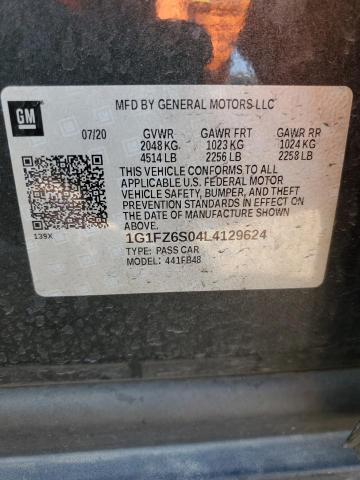 GM
MFD BY GENERAL MOTORS LLC
07/20 GVWR GAWR FRT GAWR RR
2048 KG 1023 KG 1024 KG
4514 LB 2256 LB 2258 LB
THIS VEHICLE CONFORMS TO ALL
APPLICABLE U.S. FEDERAL MOTOR
VEHICLE SAFETY, BUMPER, AND THEFT
PREVENTION STANDARDS IN EFFECT ON
THE DATE OF MANUFACTURE SHOWN
ABOVE.
139X
1G1FZ6S04L4129624
TYPE: PASS CAR
MODEL: 441FB48